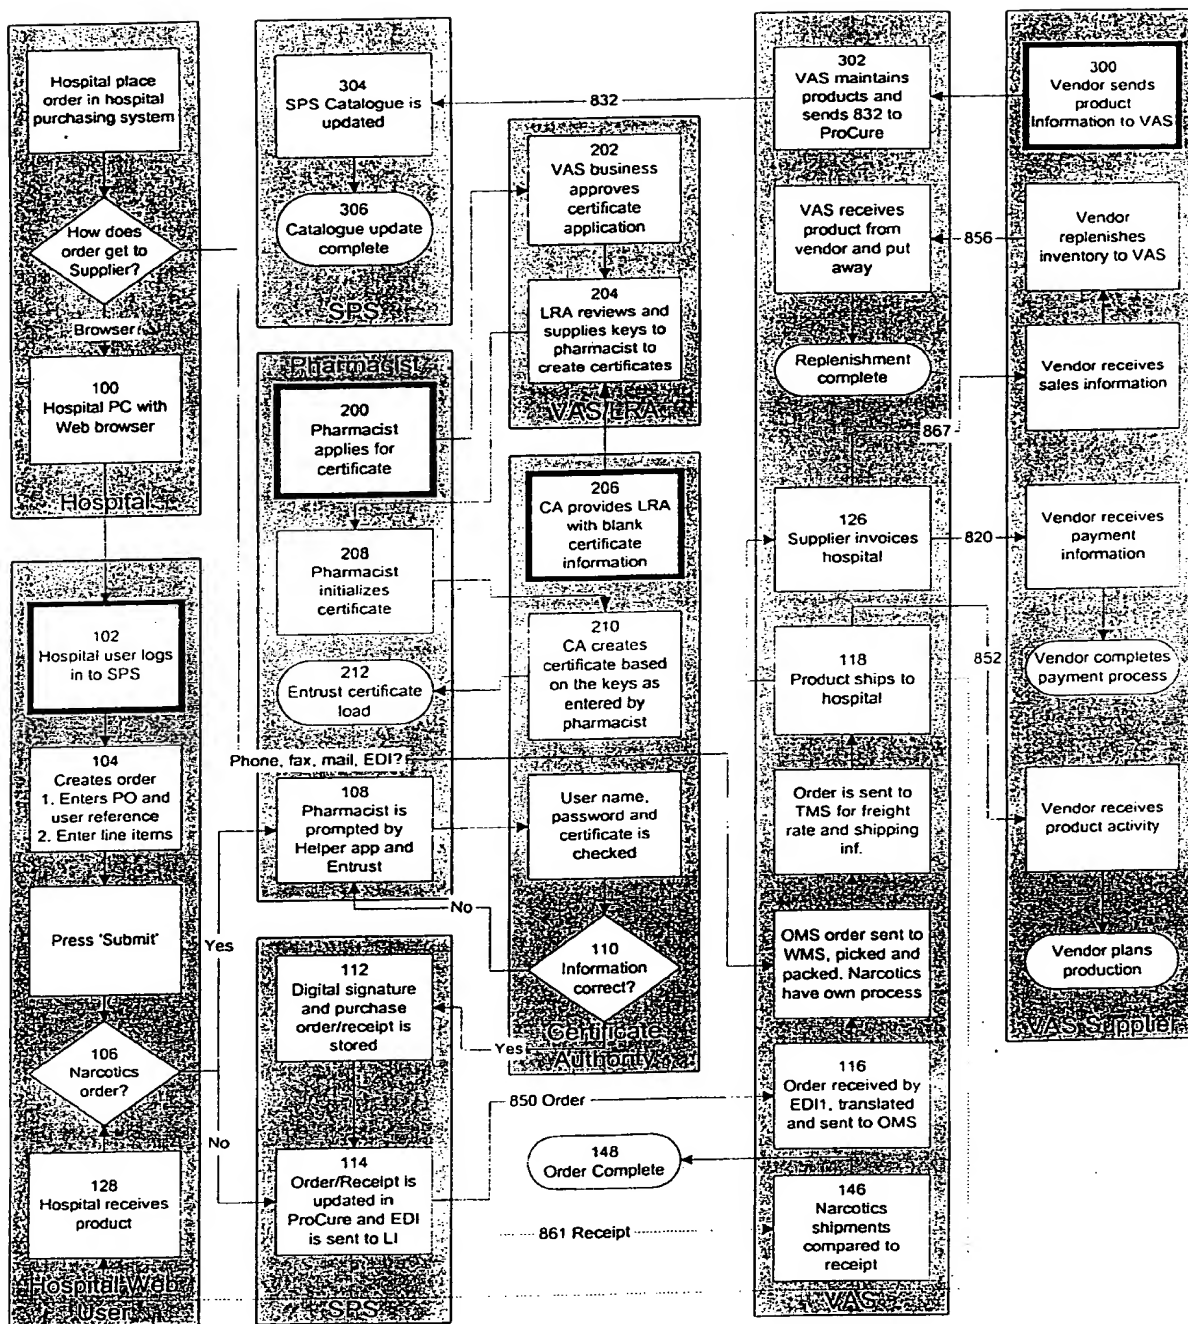 Hospital place
order in hospital
purchasing system
How does
order get to
Supplier?
Browser
100
Hospital PC with
Web browser
Hospital
102
Hospital user logs
in to SPS
104
Creates order
1. Enters PO and
user reference
2. Enter line items
Press 'Submit'
106
Narcotics
order?
Yes
No
128
Hospital receives
product
Hospital Web
User
304
SPS Catalogue is
updated
306
Catalogue update
complete
SPS
Pharmacist
200
Pharmacist
applies for
certificate
208
Pharmacist
initializes
certificate
212
Entrust certificate
load
Phone, fax, mail, EDI?
108
Pharmacist is
prompted by
Helper app and
Entrust
No
112
Digital signature
and purchase
order/receipt is
stored
114
Order/Receipt is
updated in
ProCure and EDI
is sent to LI
SPS
832
202
VAS business
approves
certificate
application
204
LRA reviews and
supplies keys to
pharmacist to
create certificates
VAS LRA
206
CA provides LRA
with blank
certificate
information
210
CA creates
certificate based
on the keys as
entered by
pharmacist
User name,
password and
certificate is
checked
110
Information
correct?
Certificate
Authority
Yes
850 Order
148
Order Complete
861 Receipt
302
VAS maintains
products and
sends 832 to
ProCure
VAS receives
product from
vendor and put
away
Replenishment
complete
126
Supplier invoices
hospital
118
Product ships to
hospital
Order is sent to
TMS for freight
rate and shipping
inf.
OMS order sent to
WMS, picked and
packed. Narcotics
have own process
116
Order received by
EDI1, translated
and sent to OMS
146
Narcotics
shipments
compared to
receipt
VAS
856
867
820
852
300
Vendor sends
product
Information to VAS
Vendor
replenishes
inventory to VAS
Vendor receives
sales information
Vendor receives
payment
information
Vendor completes
payment process
Vendor receives
product activity
Vendor plans
production
VAS Supplier